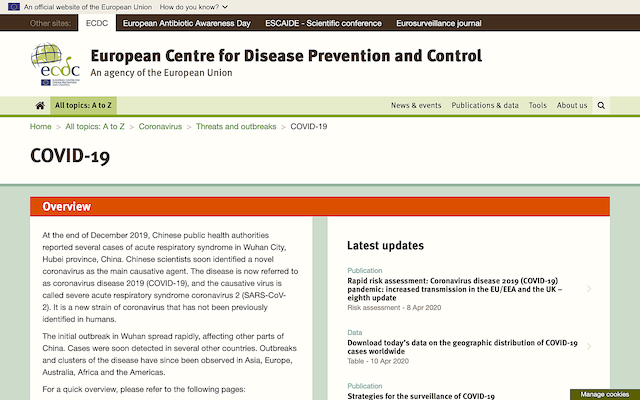 An official website of the European Union How do you know?
Other sites: ECDC European Antibiotic Awareness Day ESCAIDE - Scientific conference Eurosurveillance journal
ecdc
European Centre for Disease Prevention and Control
An agency of the European Union
All topics: A to Z News & events Publications & data Tools About us
Home > All topics: A to Z > Coronavirus > Threats and outbreaks > COVID-19
COVID-19
Overview
At the end of December 2019, Chinese public health authorities
reported several cases of acute respiratory syndrome in Wuhan City,
Hubei province, China. Chinese scientists soon identified a novel
coronavirus as the main causative agent. The disease is now referred to
as coronavirus disease 2019 (COVID-19), and the causative virus is
called severe acute respiratory syndrome coronavirus 2 (SARS-CoV-
2). It is a new strain of coronavirus that has not been previously
identified in humans.
The initial outbreak in Wuhan spread rapidly, affecting other parts of
China. Cases were soon detected in several other countries. Outbreaks
and clusters of the disease have since been observed in Asia, Europe,
Australia, Africa and the Americas.
For a quick overview, please refer to the following pages:
Latest updates
Publication
Rapid risk assessment: Coronavirus disease 2019 (COVID-19)
pandemic: increased transmission in the EU/EEA and the UK –
eighth update
Risk assessment - 8 Apr 2020
Data
Download today's data on the geographic distribution of COVID-19
cases worldwide
Table - 10 Apr 2020
Publication
Strategies for the surveillance of COVID-19
Manage cookies